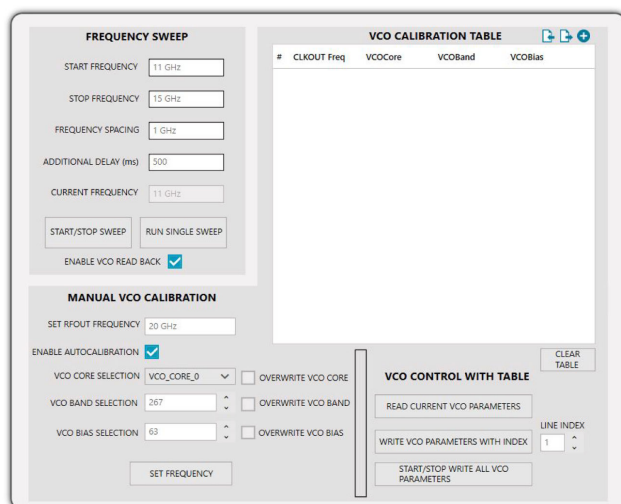 FREQUENCY SWEEP
START FREQUENCY 11 GHz
STOP FREQUENCY 15 GHz
FREQUENCY SPACING 1 GHz
ADDITIONAL DELAY (ms) 500
CURRENT FREQUENCY 11 GHz
START/STOP SWEEP RUN SINGLE SWEEP
ENABLE VCO READ BACK
VCO CALIBRATION TABLE
# CLKOUT Freq VCOCore VCOBand VCOBias
MANUAL VCO CALIBRATION
SET RFOUT FREQUENCY 20 GHz
ENABLE AUTOCALIBRATION
VCO CORE SELECTION VCO_CORE_0 OVERWRITE VCO CORE
VCO BAND SELECTION 267 OVERWRITE VCO BAND
VCO BIAS SELECTION 63 OVERWRITE VCO BIAS
SET FREQUENCY
CLEAR
TABLE
VCO CONTROL WITH TABLE
READ CURRENT VCO PARAMETERS
LINE INDEX
WRITE VCO PARAMETERS WITH INDEX 1
START/STOP WRITE ALL VCO
PARAMETERS